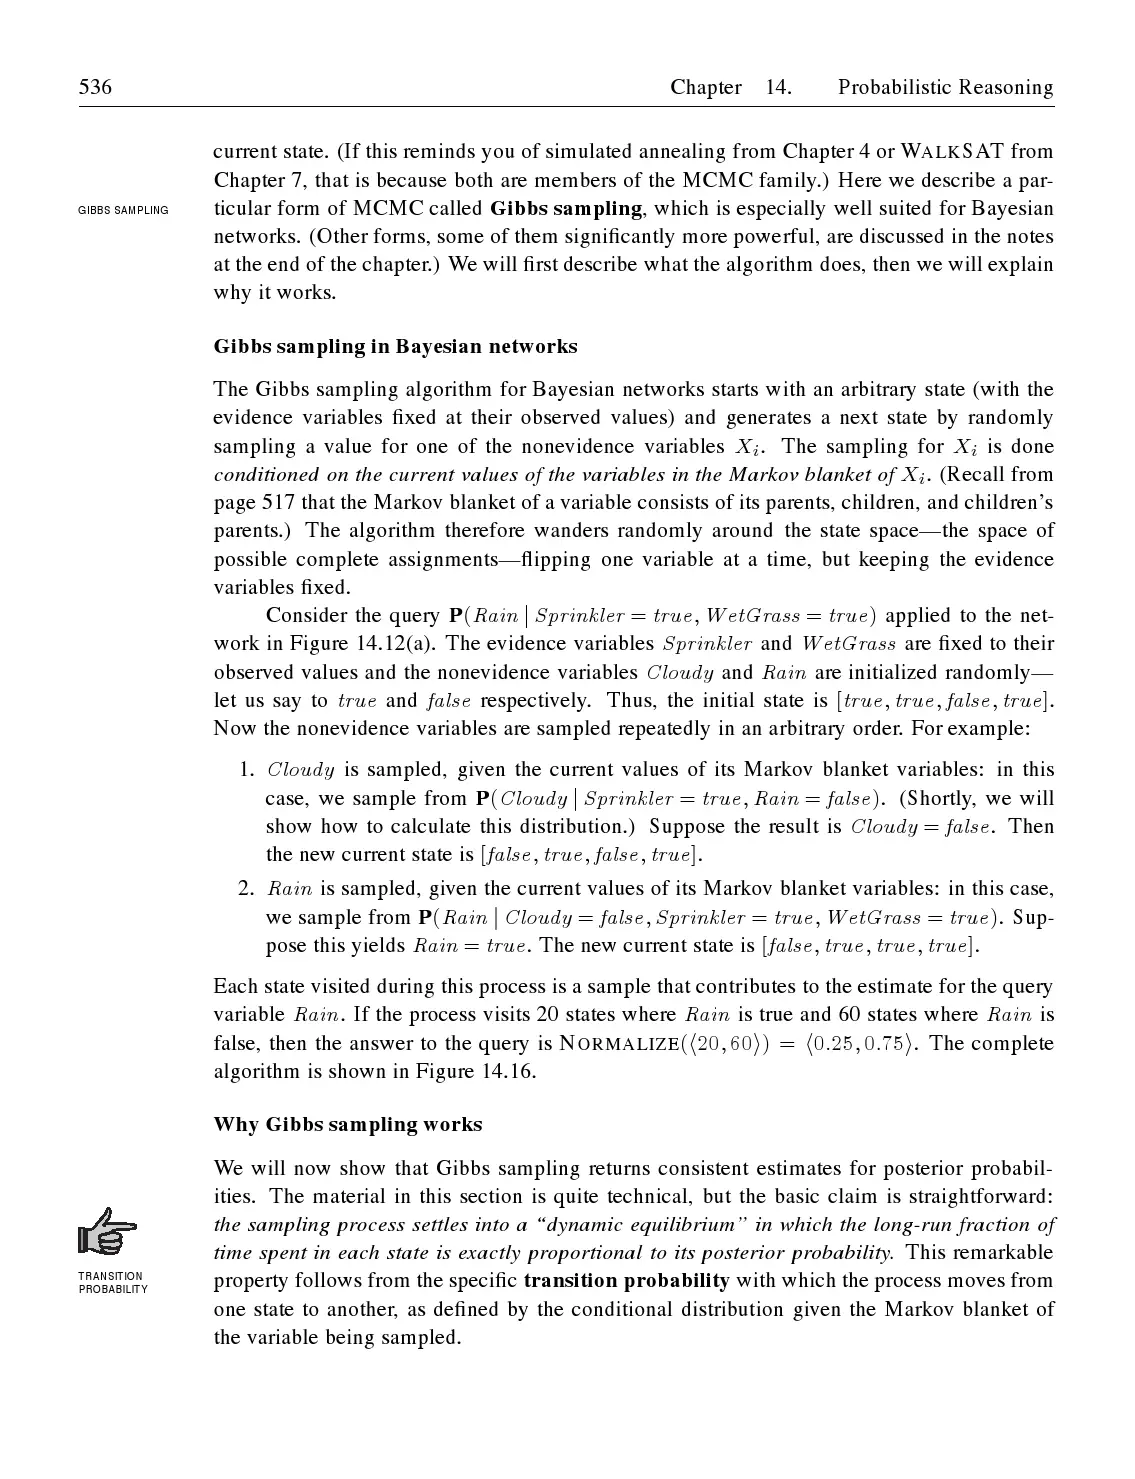 536 Chapter 14. Probabilistic Reasoning
current state. (If this reminds you of simulated annealing from Chapter 4 or WALKSAT from
Chapter 7, that is because both are members of the MCMC family.) Here we describe a par-
GIBBS SAMPLING
ticular form of MCMC called Gibbs sampling, which is especially well suited for Bayesian
networks. (Other forms, some of them significantly more powerful, are discussed in the notes
at the end of the chapter.) We will first describe what the algorithm does, then we will explain
why it works.
Gibbs sampling in Bayesian networks
The Gibbs sampling algorithm for Bayesian networks starts with an arbitrary state (with the
evidence variables fixed at their observed values) and generates a next state by randomly
sampling a value for one of the nonevidence variables Xi. The sampling for Xi is done
conditioned on the current values of the variables in the Markov blanket of Xi. (Recall from
page 517 that the Markov blanket of a variable consists of its parents, children, and children's
parents.) The algorithm therefore wanders randomly around the state space—the space of
possible complete assignments—flipping one variable at a time, but keeping the evidence
variables fixed.
Consider the query P(Rain | Sprinkler = true, WetGrass = true) applied to the net-
work in Figure 14.12(a). The evidence variables Sprinkler and WetGrass are fixed to their
observed values and the nonevidence variables Cloudy and Rain are initialized randomly—
let us say to true and false respectively. Thus, the initial state is [true, true, false, true].
Now the nonevidence variables are sampled repeatedly in an arbitrary order. For example:
1. Cloudy is sampled, given the current values of its Markov blanket variables: in this
case, we sample from P(Cloudy | Sprinkler = true, Rain = false). (Shortly, we will
show how to calculate this distribution.) Suppose the result is Cloudy = false. Then
the new current state is [false, true, false, true].
2. Rain is sampled, given the current values of its Markov blanket variables: in this case,
we sample from P(Rain | Cloudy = false, Sprinkler = true, WetGrass = true). Sup-
pose this yields Rain = true. The new current state is [false, true, true, true].
Each state visited during this process is a sample that contributes to the estimate for the query
variable Rain. If the process visits 20 states where Rain is true and 60 states where Rain is
false, then the answer to the query is NORMALIZE(⟨20, 60⟩) = ⟨0.25, 0.75⟩. The complete
algorithm is shown in Figure 14.16.
Why Gibbs sampling works
We will now show that Gibbs sampling returns consistent estimates for posterior probabil-
ities. The material in this section is quite technical, but the basic claim is straightforward:
the sampling process settles into a "dynamic equilibrium" in which the long-run fraction of
time spent in each state is exactly proportional to its posterior probability. This remarkable
TRANSITION
PROBABILITY
property follows from the specific transition probability with which the process moves from
one state to another, as defined by the conditional distribution given the Markov blanket of
the variable being sampled.